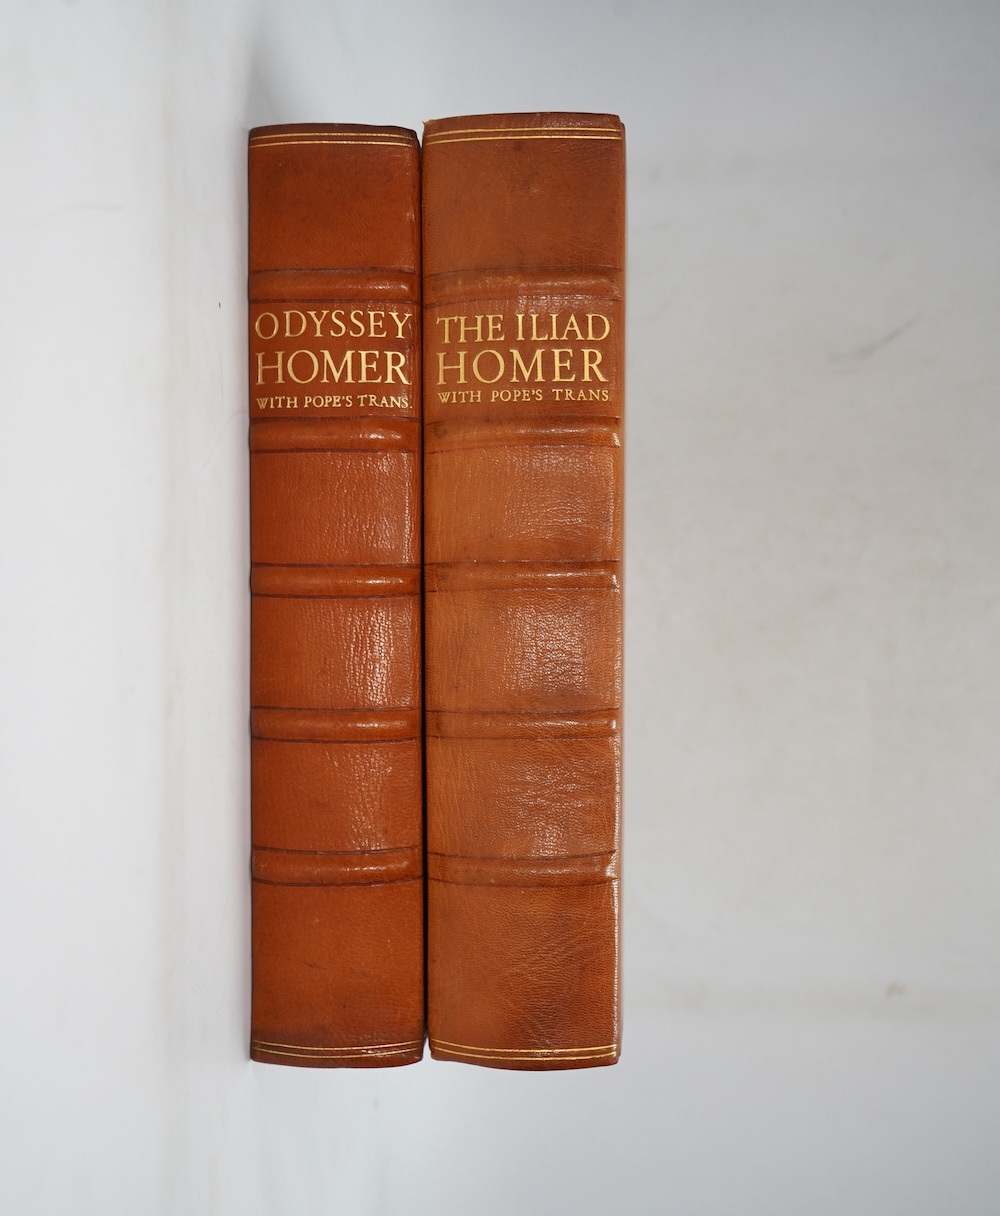 ODYSSEY
HOMER
WITH POPE'S TRANS.
THE ILIAD
HOMER
WITH POPE'S TRANS